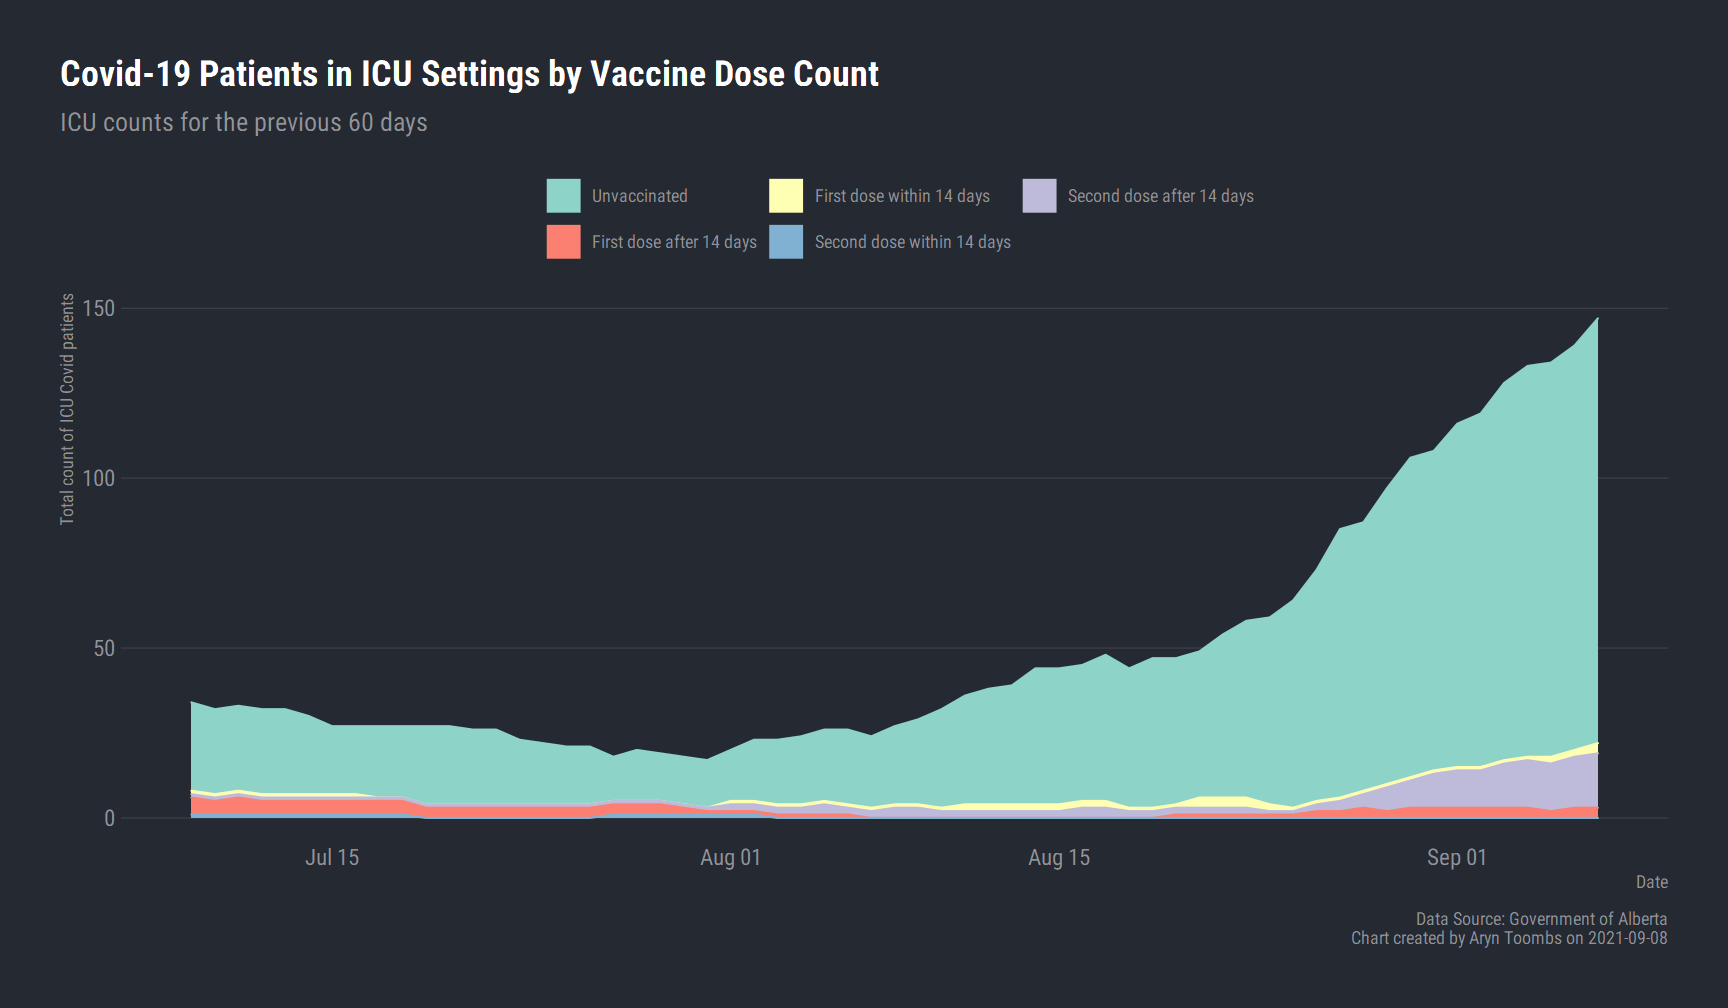 Covid-19 Patients in ICU Settings by Vaccine Dose Count
ICU counts for the previous 60 days
Unvaccinated
First dose within 14 days
Second dose after 14 days
First dose after 14 days
Second dose within 14 days
Total count of ICU Covid patients
150
100
50
0
Jul 15
Aug 01
Aug 15
Sep 01
Date
Data Source: Government of Alberta
Chart created by Aryn Toombs on 2021-09-08